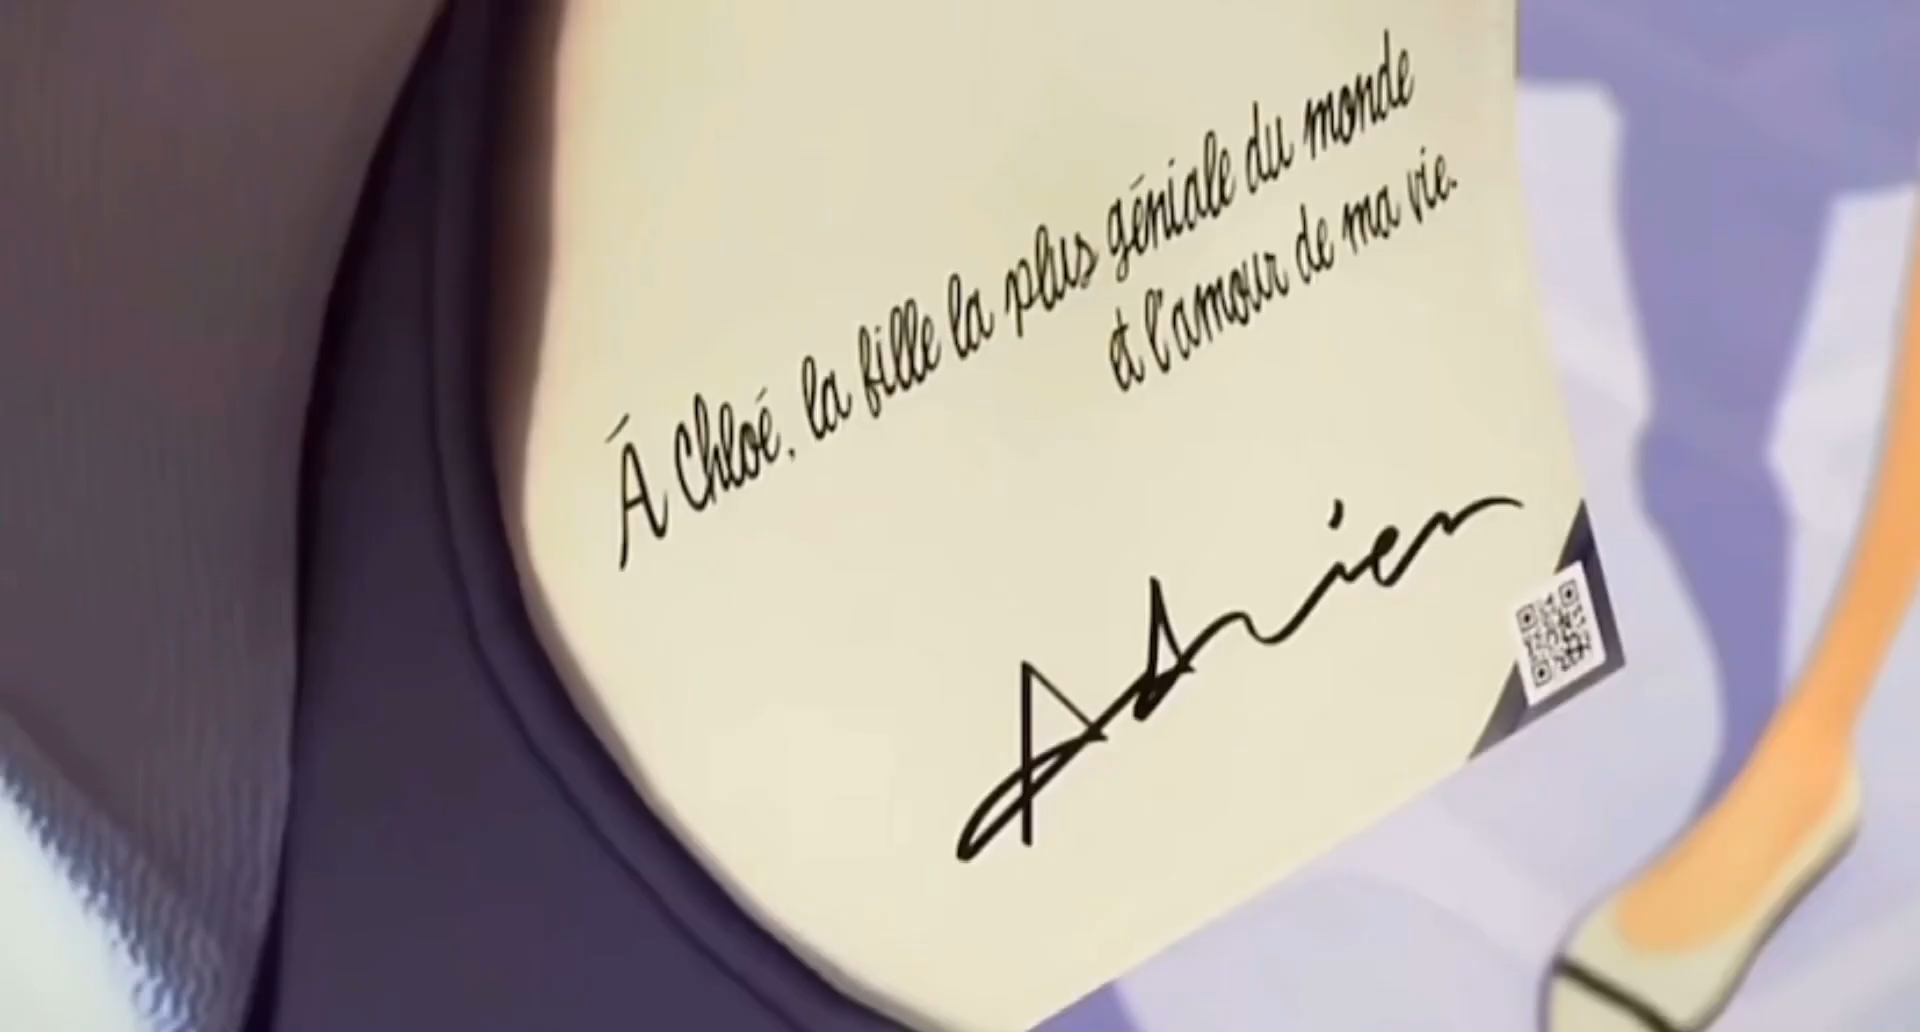 Á Chloé, la fille la plus géniale du monde
et l'amour de ma vie.
Adrien